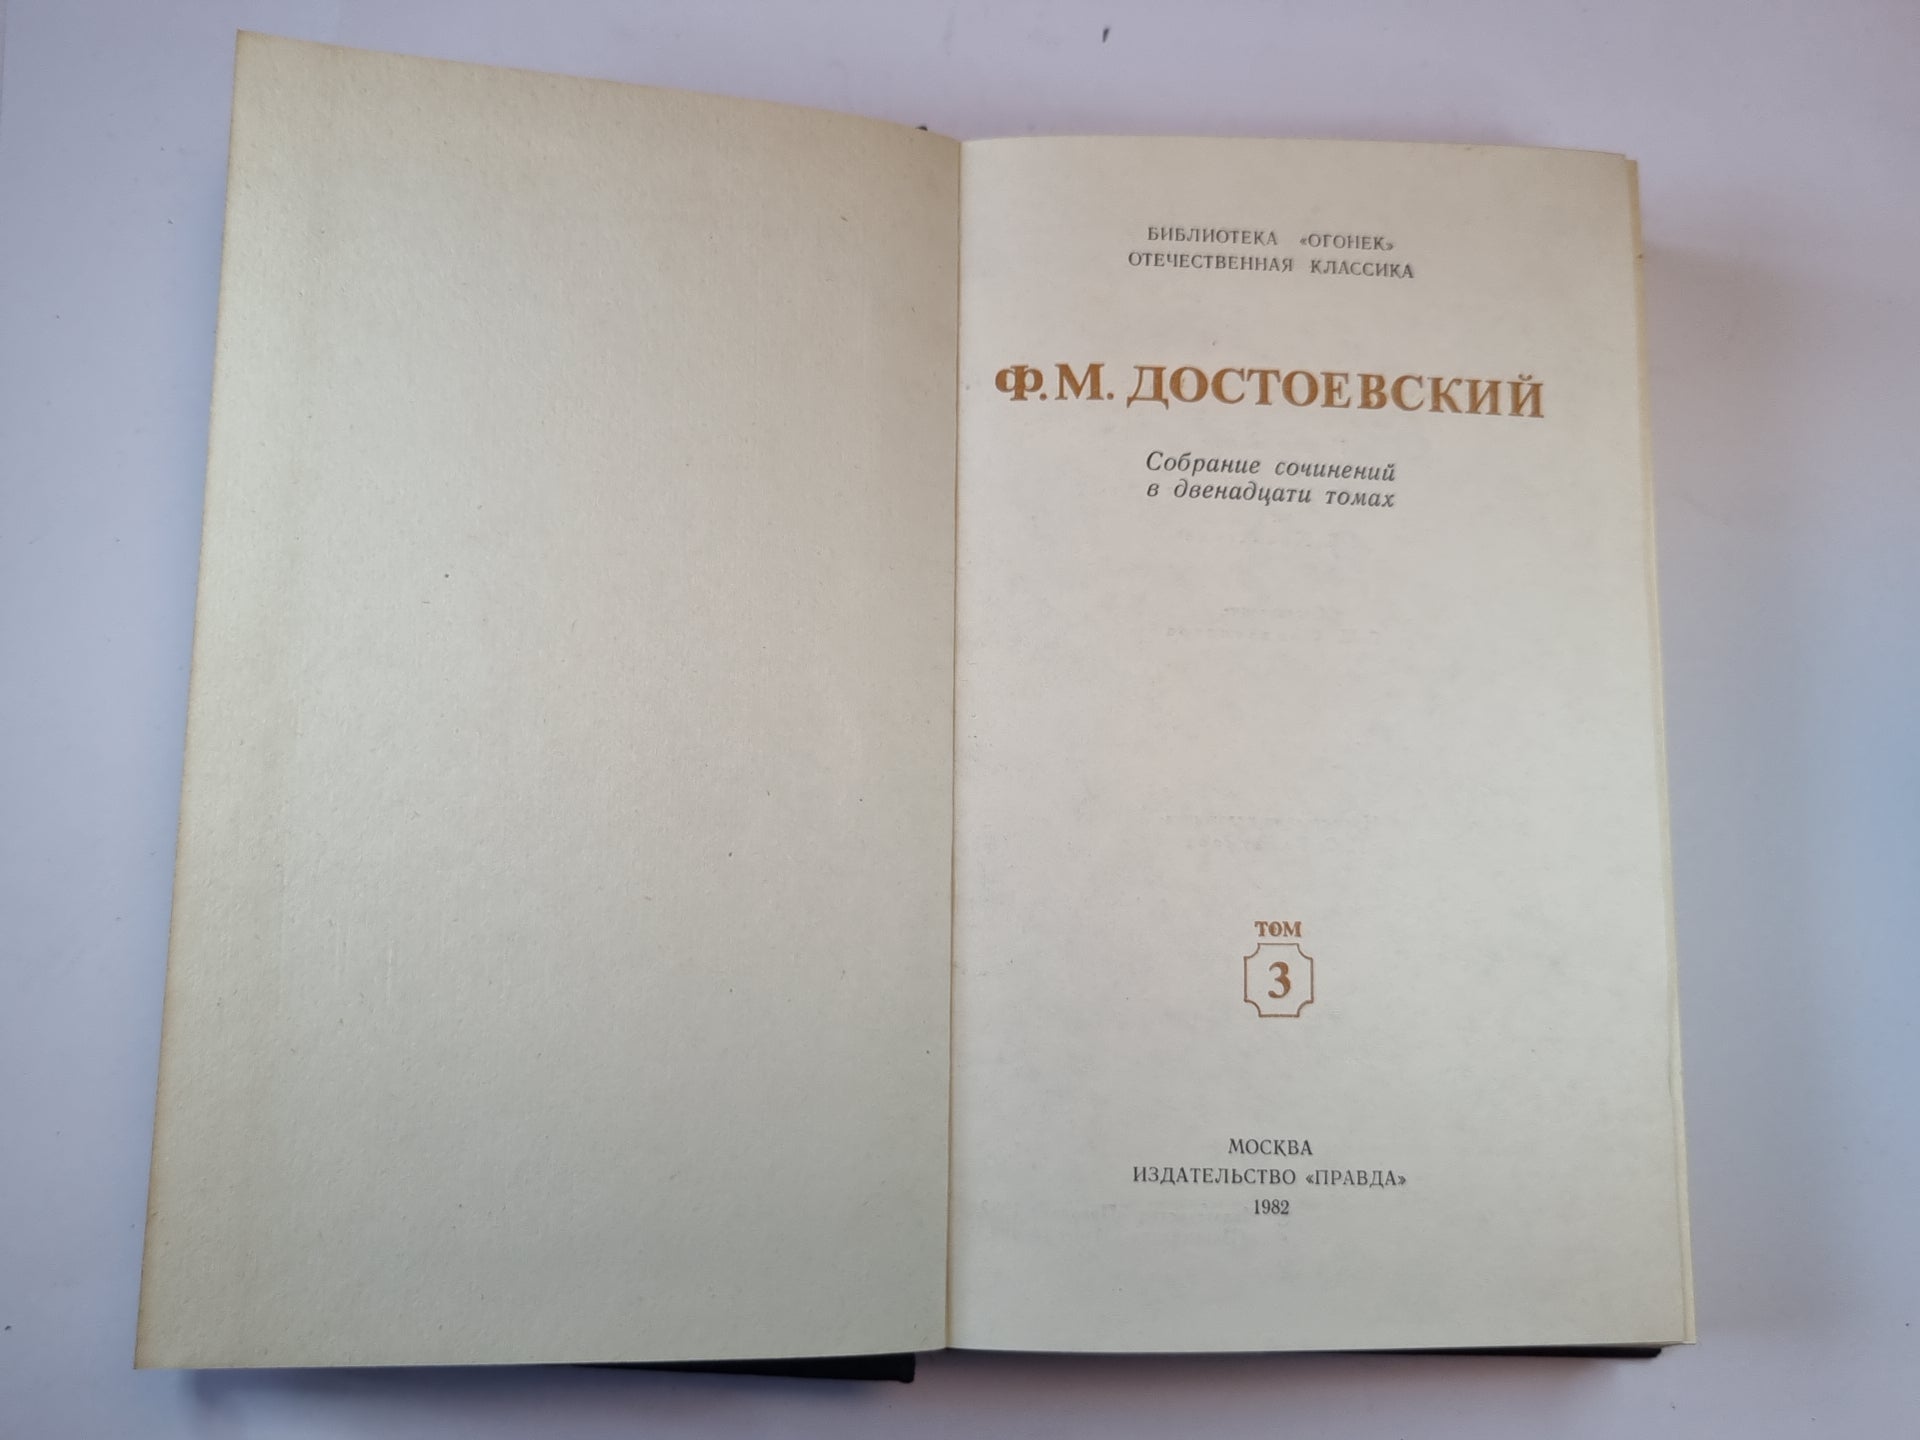 БИБЛИОТЕКА «ОГОНЕК»
ОТЕЧЕСТВЕННАЯ КЛАССИКА
Ф.М. ДОСТОЕВСКИЙ
Собрание сочинений
в двенадцати томах
ТОМ
3
МОСКВА
ИЗДАТЕЛЬСТВО «ПРАВДА»
1982